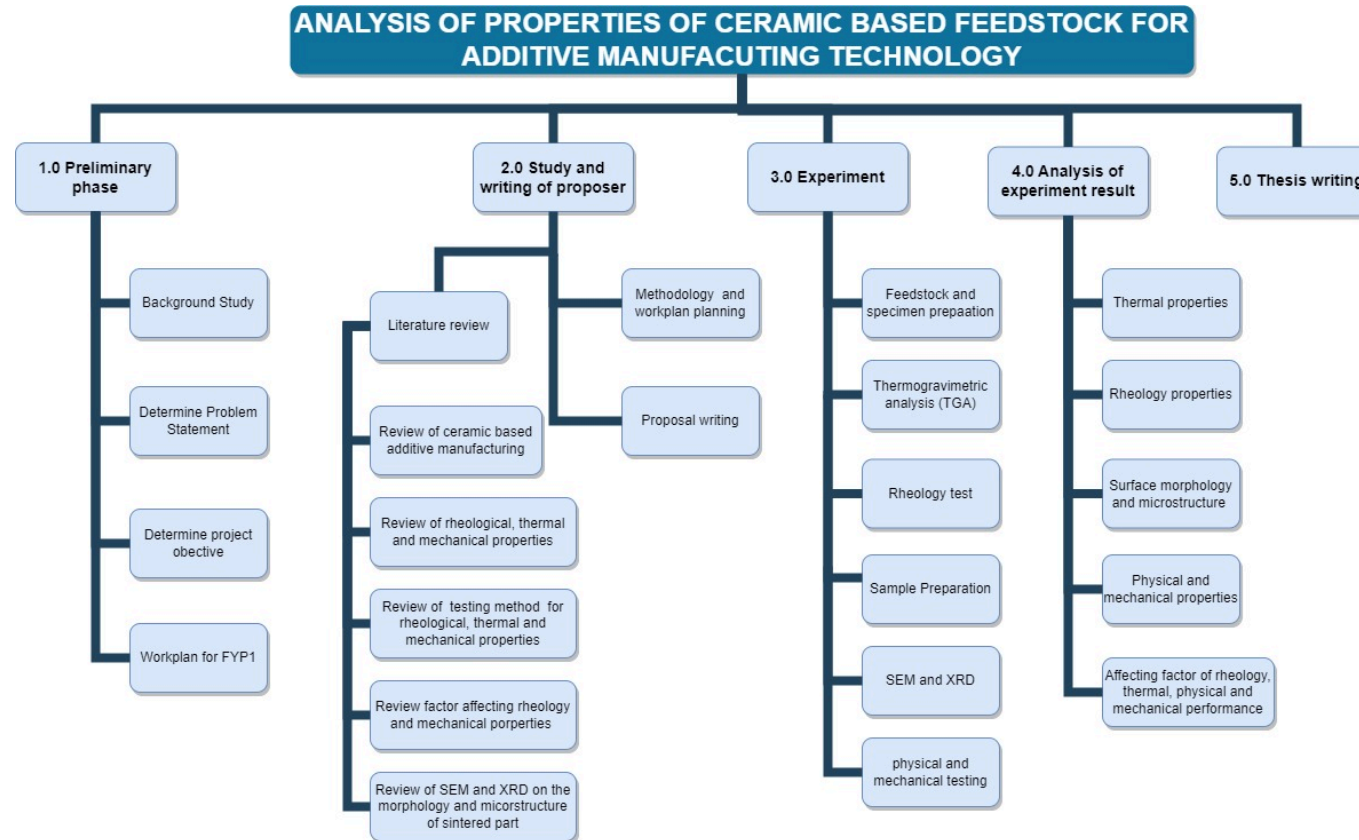 ANALYSIS OF PROPERTIES OF CERAMIC BASED FEEDSTOCK FOR
ADDITIVE MANUFACUTING TECHNOLOGY
1.0 Preliminary
phase
Background Study
Determine Problem
Statement
Determine project
obective
Workplan for FYP1
2.0 Study and
writing of proposer
Literature review
Review of ceramic based
additive manufacturing
Review of rheological, thermal
and mechanical properties
Review of testing method for
rheological, thermal and
mechanical properties
Review factor affecting rheology
and mechanical porperties
Review of SEM and XRD on the
morphology and micorstructure
of sintered part
Methodology and
workplan planning
Proposal writing
3.0 Experiment
Feedstock and
specimen prepaation
Thermogravimetric
analysis (TGA)
Rheology test
Sample Preparation
SEM and XRD
physical and
mechanical testing
4.0 Analysis of
experiment result
Thermal properties
Rheology properties
Surface morphology
and microstructure
Physical and
mechanical properties
Affecting factor of rheology,
thermal, physical and
mechanical performance
5.0 Thesis writing